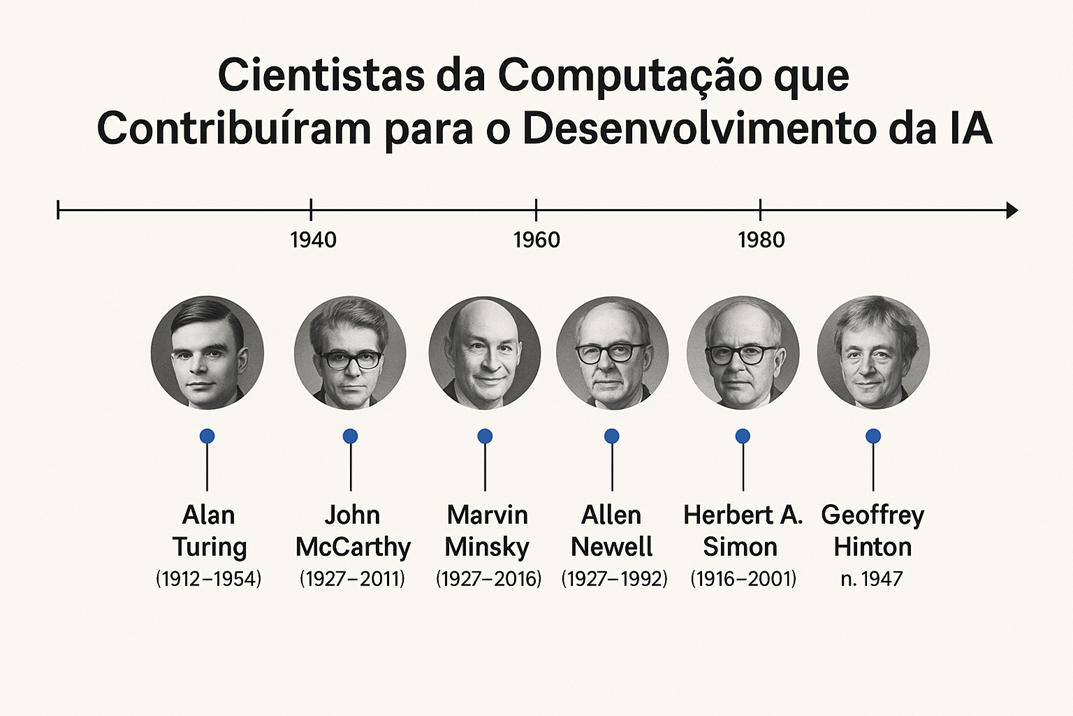 Cientistas da Computação que
Contribuíram para o Desenvolvimento da IA
1940
1960
1980
Alan
Turing
(1912–1954)
John
McCarthy
(1927–2011)
Marvin
Minsky
(1927–2016)
Allen
Newell
(1927–1992)
Herbert A.
Simon
(1916–2001)
Geoffrey
Hinton
n. 1947